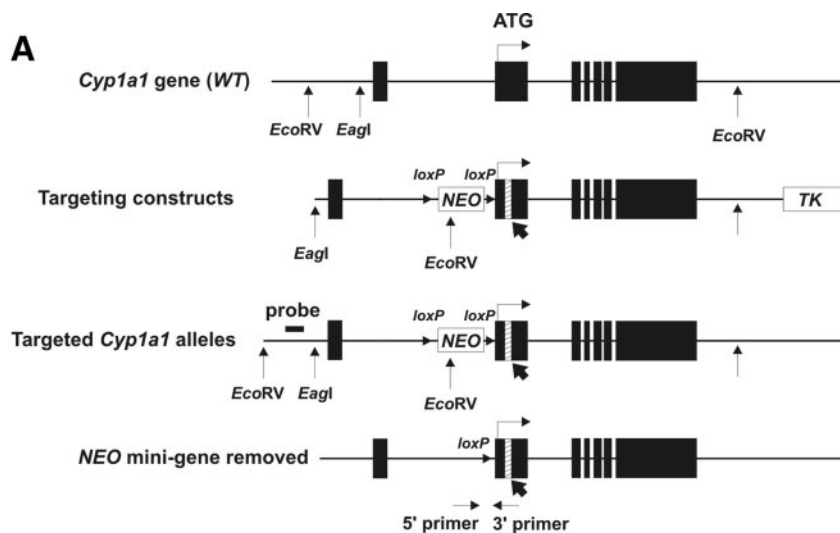 A
ATG
Cyp1a1 gene (WT)
EcoRV
EagI
EcoRV
loxP
loxP
Targeting constructs
NEO
TK
EagI
EcoRV
probe
loxP
loxP
Targeted Cyp1a1 alleles
NEO
EcoRV
EagI
EcoRV
loxP
NEO mini-gene removed
5' primer
3' primer